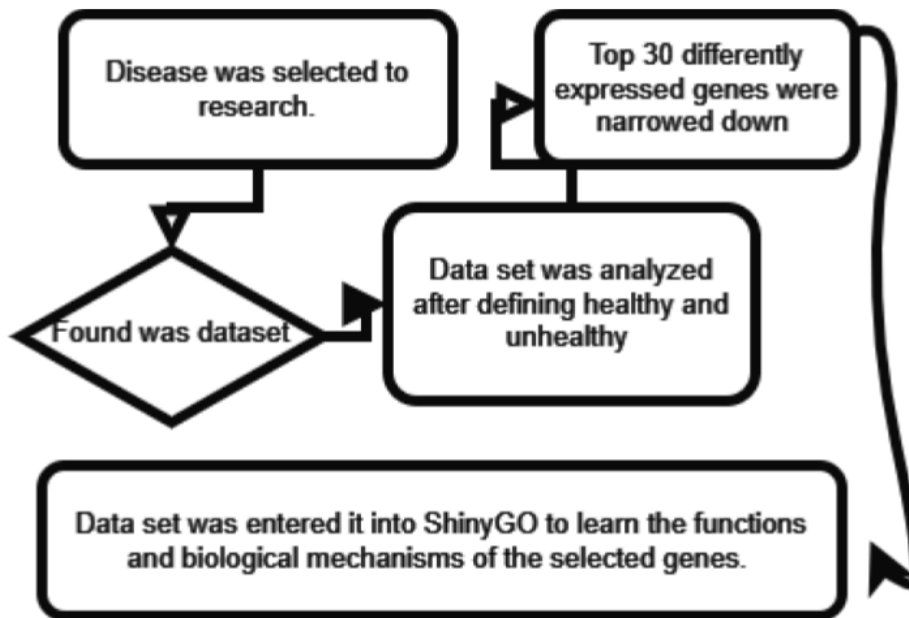 Disease was selected to
research.
Found was dataset
Data set was analyzed
after defining healthy and
unhealthy
Top 30 differently
expressed genes were
narrowed down
Data set was entered it into ShinyGO to learn the functions
and biological mechanisms of the selected genes.